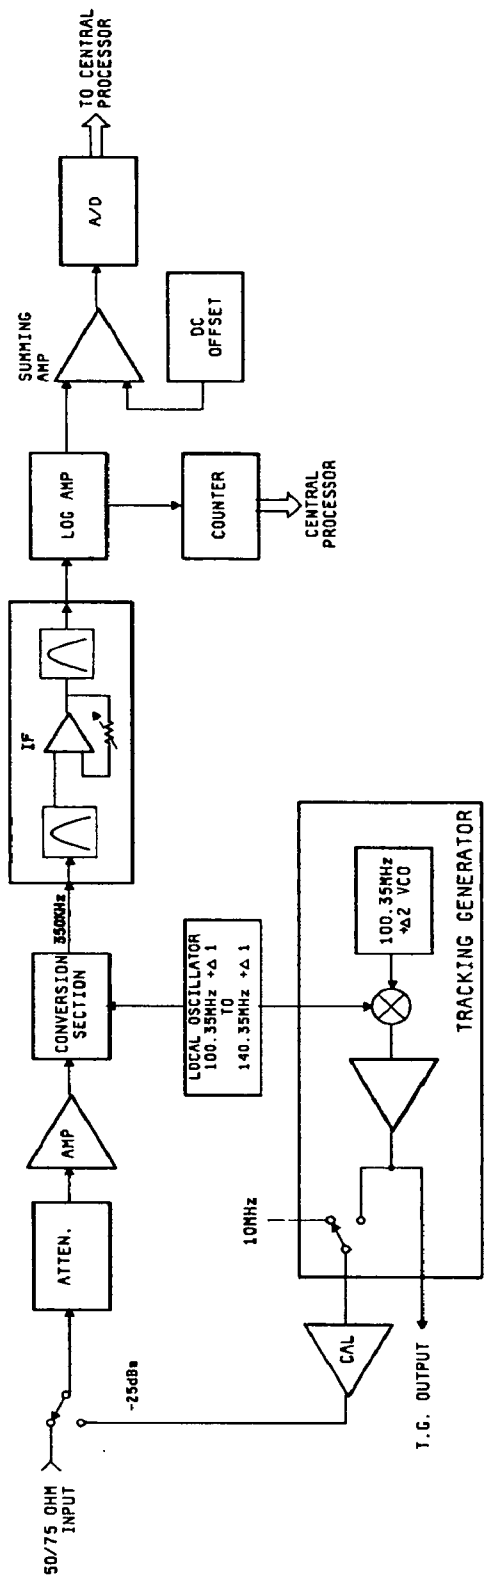 50/75 OHM
INPUT
ATTEN.
AMP
CONVERSION
SECTION
350KHz
IF
LOG AMP
SUMMING
AMP
A/D
TO CENTRAL
PROCESSOR
-25dBm
LOCAL OSCILLATOR
100.35MHz +Δ 1
TO
140.35MHz +Δ 1
COUNTER
CENTRAL
PROCESSOR
DC
OFFSET
CAL
10MHz
100.35MHz
+Δ2 VCO
TRACKING GENERATOR
T.G. OUTPUT